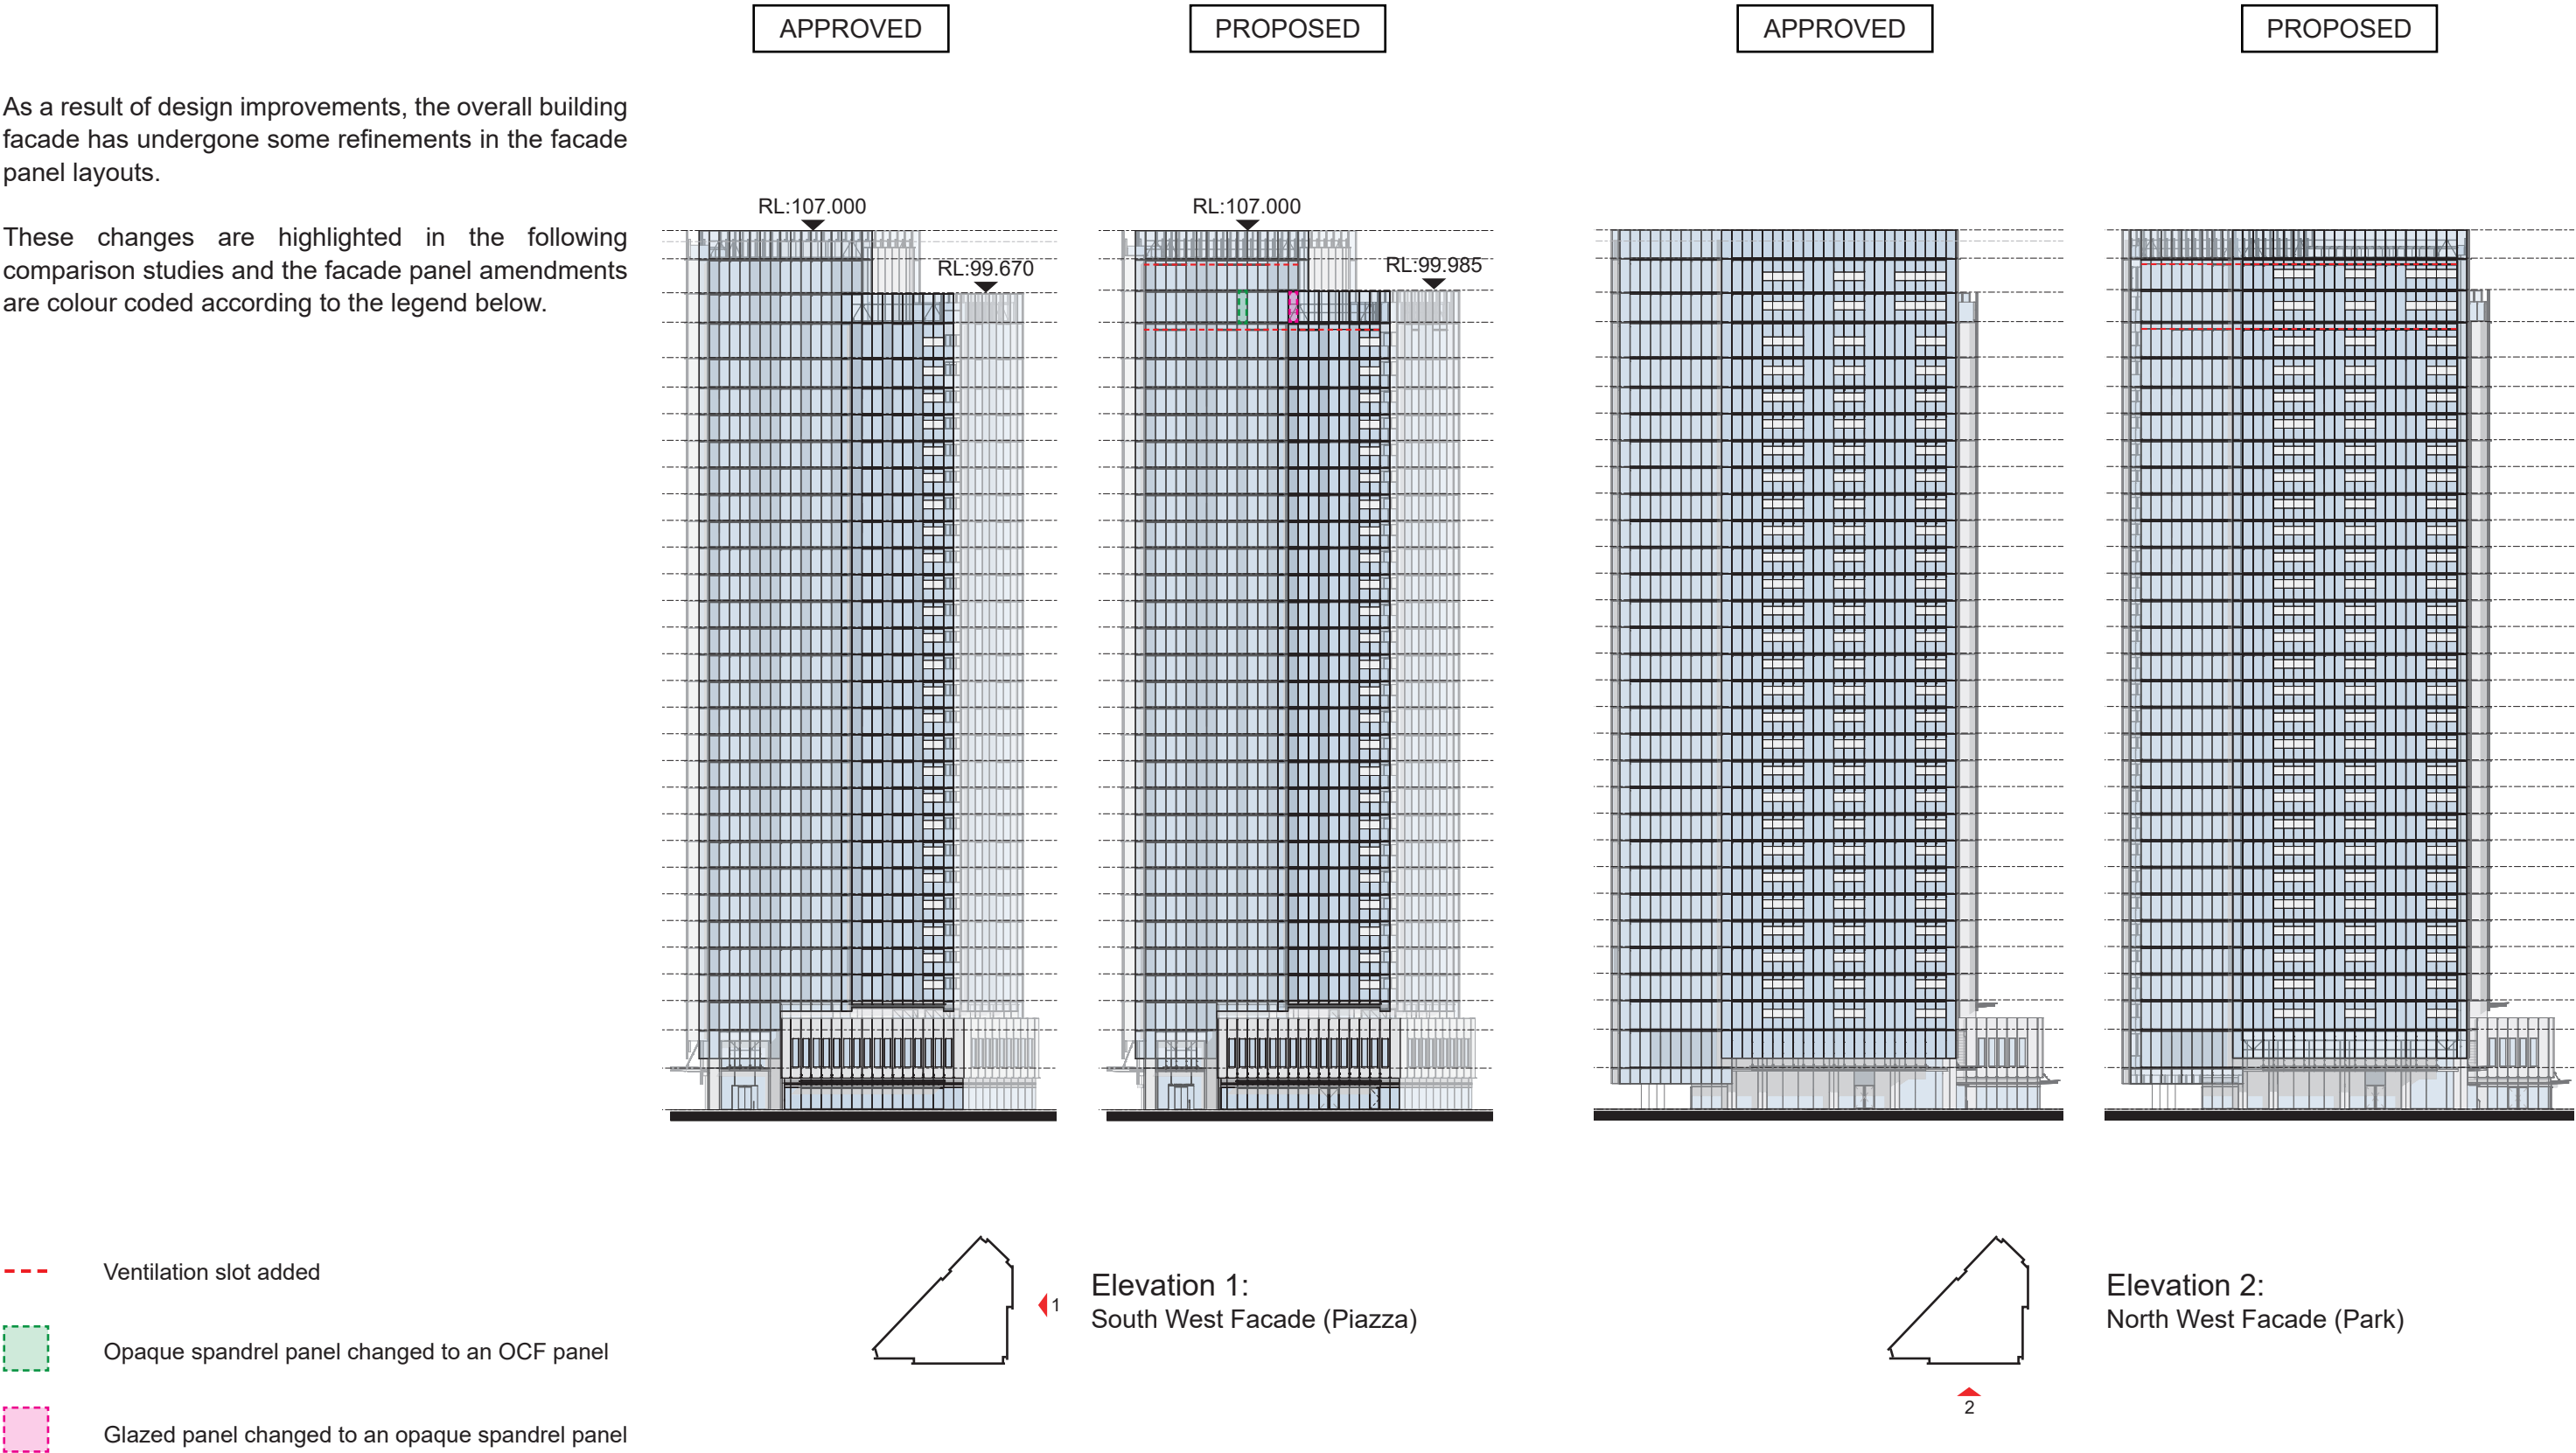 APPROVED
PROPOSED
APPROVED
PROPOSED
As a result of design improvements, the overall building
facade has undergone some refinements in the facade
panel layouts.
These changes are highlighted in the following
comparison studies and the facade panel amendments
are colour coded according to the legend below.
RL:107.000
RL:99.670
RL:107.000
RL:99.985
Ventilation slot added
Opaque spandrel panel changed to an OCF panel
Glazed panel changed to an opaque spandrel panel
1
Elevation 1:
South West Facade (Piazza)
2
Elevation 2:
North West Facade (Park)